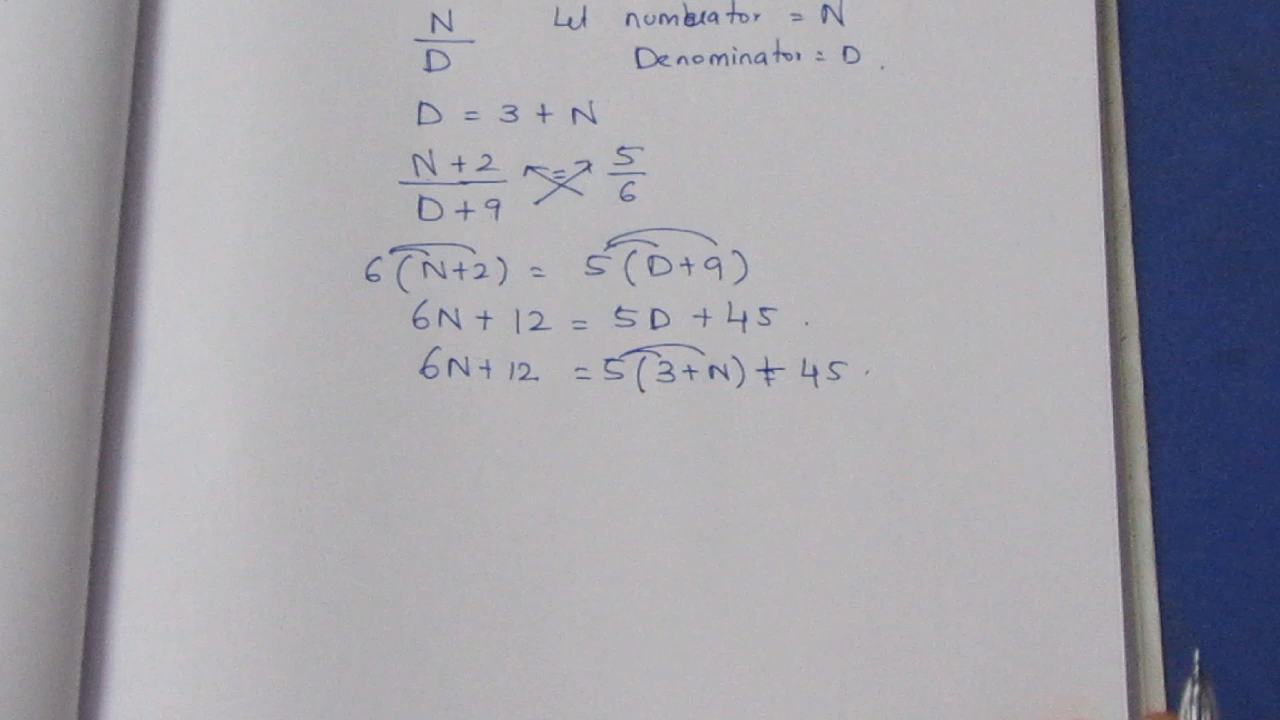 N/D Let numerator = N
Denominator = D.
D = 3 + N
(N + 2)/(D + 9) = 5/6
6(N+2) = 5(D+9)
6N + 12 = 5D + 45.
6N + 12 = 5(3+N) + 45.